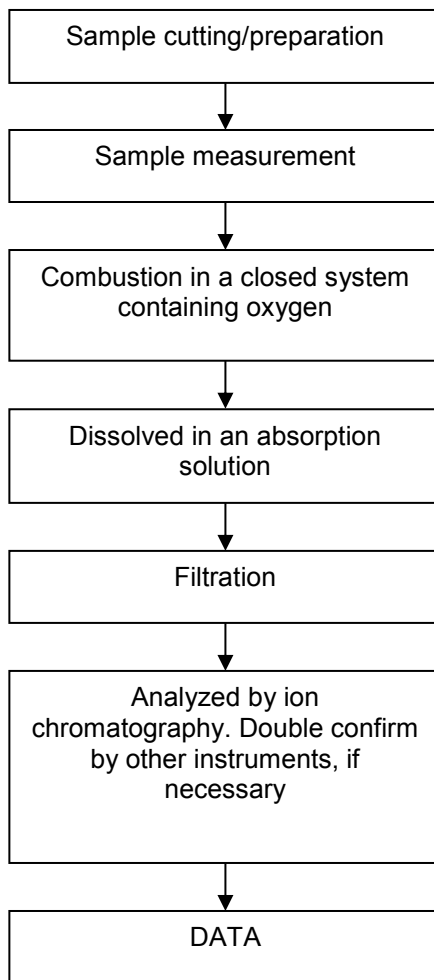 Sample cutting/preparation
Sample measurement
Combustion in a closed system
containing oxygen
Dissolved in an absorption
solution
Filtration
Analyzed by ion
chromatography. Double confirm
by other instruments, if
necessary
DATA